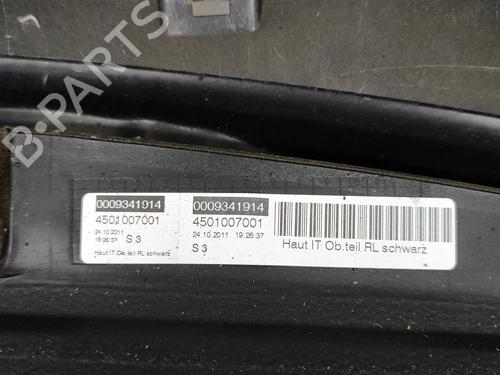 B-PARTS
0009341914
4501007001
24.10.2011
19:26:37 S 3
Haut IT Ob.teil RL schwarz
0009341914
4501007001
24.10.2011 19:26:37
S 3
Haut IT Ob.teil RL schwarz